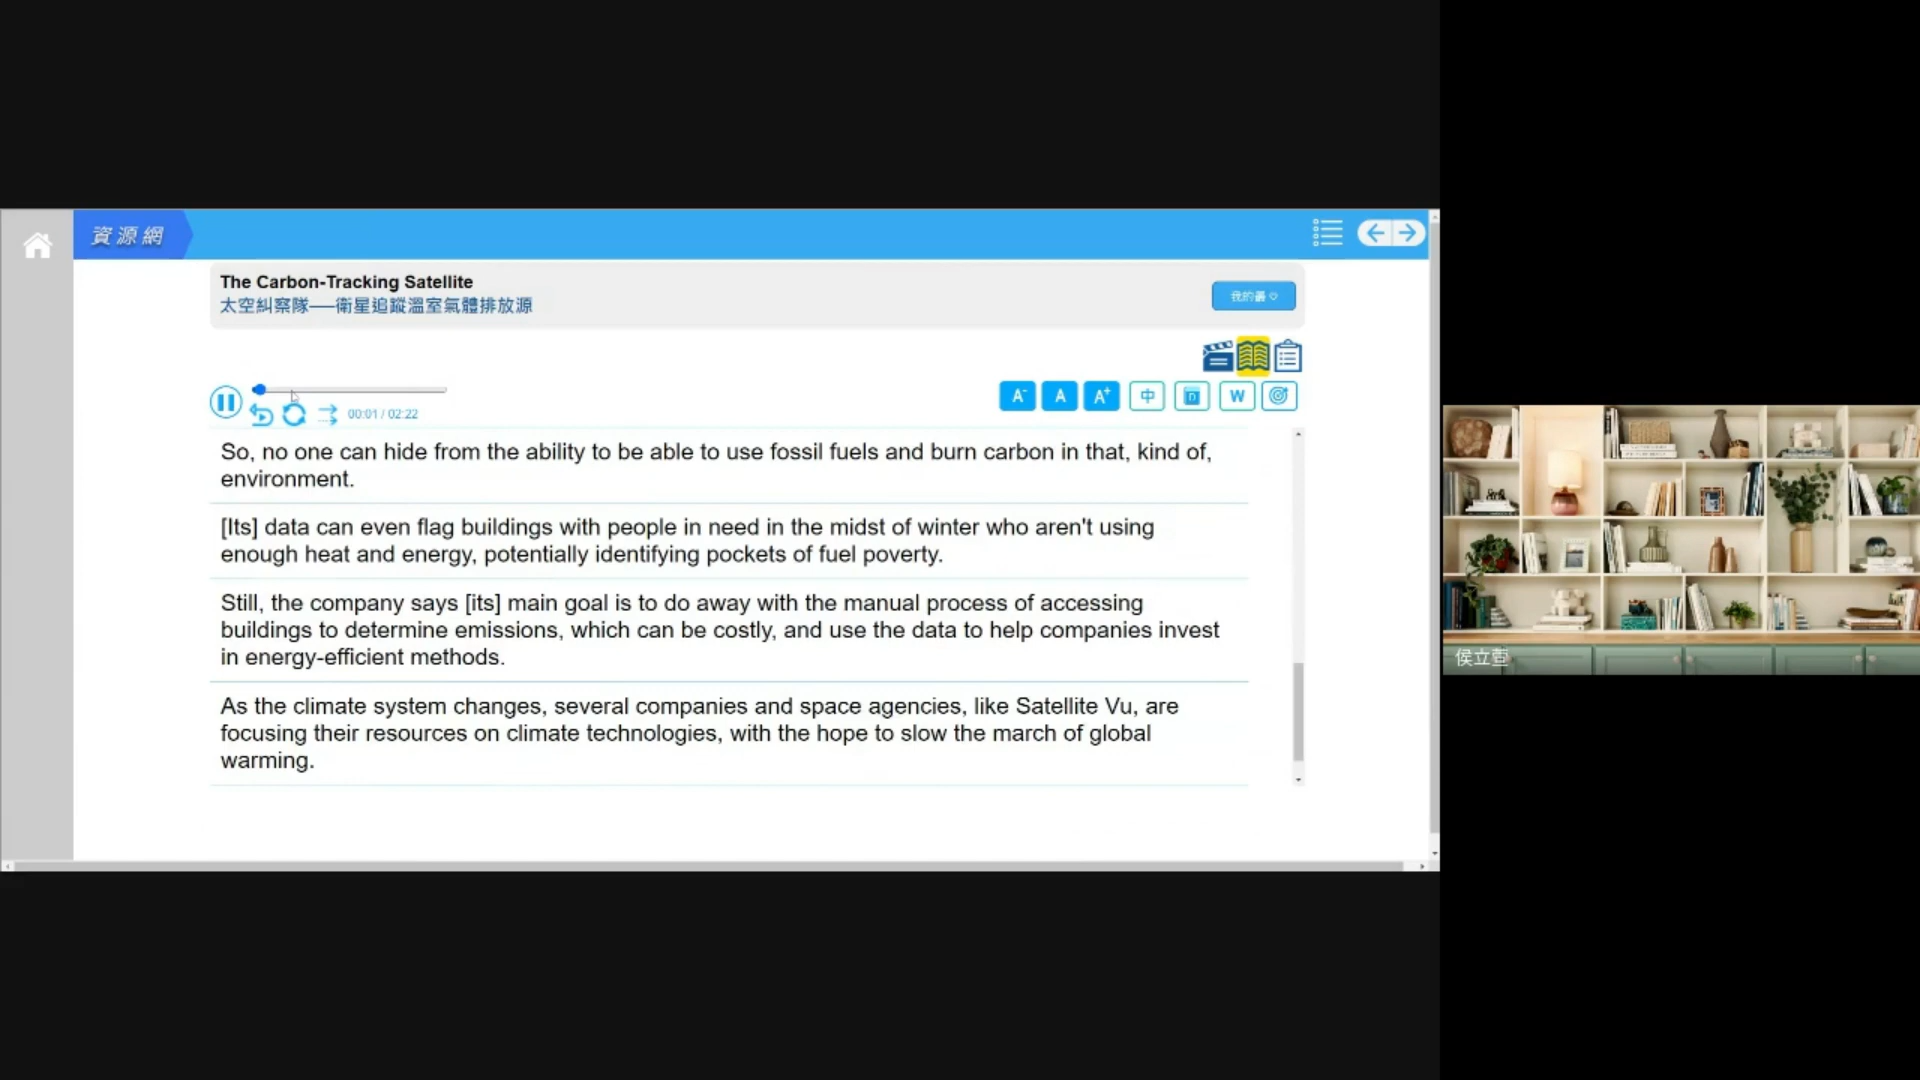 資源網
The Carbon-Tracking Satellite
太空糾察隊──衛星追蹤溫室氣體排放源
我的最♡
A- A A+ 中 D W
00:01 / 02:22
So, no one can hide from the ability to be able to use fossil fuels and burn carbon in that, kind of,
environment.
[Its] data can even flag buildings with people in need in the midst of winter who aren't using
enough heat and energy, potentially identifying pockets of fuel poverty.
Still, the company says [its] main goal is to do away with the manual process of accessing
buildings to determine emissions, which can be costly, and use the data to help companies invest
in energy-efficient methods.
As the climate system changes, several companies and space agencies, like Satellite Vu, are
focusing their resources on climate technologies, with the hope to slow the march of global
warming.
侯立壹